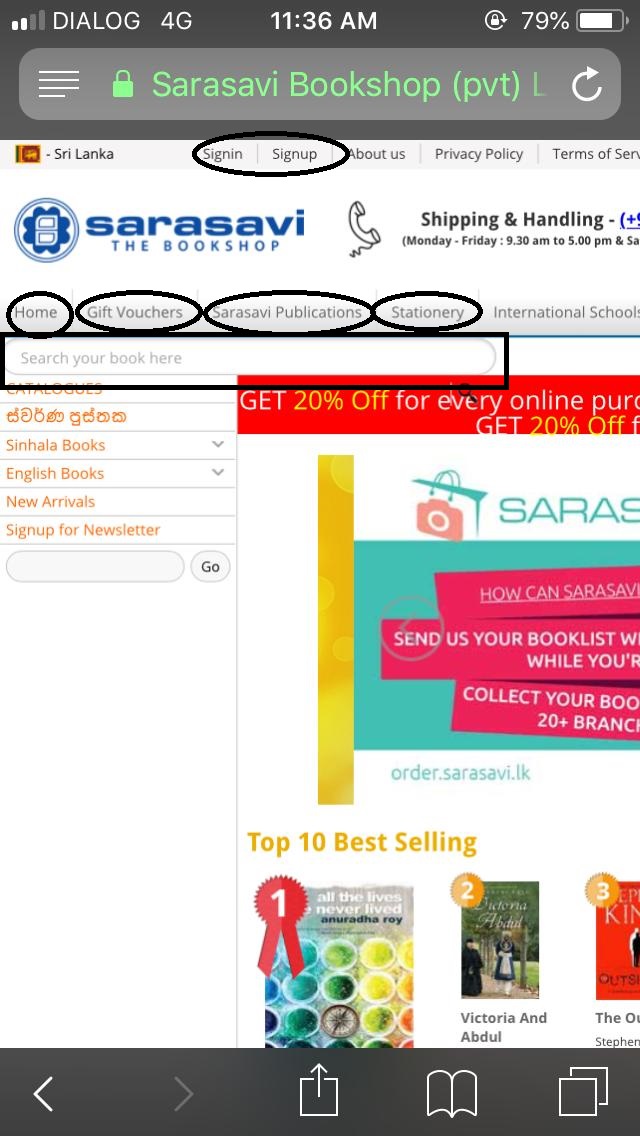 DIALOG 4G 11:36 AM 79%
Sarasavi Bookshop (pvt) L
- Sri Lanka Signin Signup About us Privacy Policy Terms of Serv
sarasavi
THE BOOKSHOP
Shipping & Handling - (+9
(Monday - Friday : 9.30 am to 5.00 pm & Sa
Home Gift Vouchers Sarasavi Publications Stationery International Schools
Search your book here
CATALOGUES
ස්වර්ණ පුස්තක
Sinhala Books
English Books
New Arrivals
Signup for Newsletter
Go
GET 20% Off for every online purc
GET 20% Off f
SARAS
HOW CAN SARASAVI
SEND US YOUR BOOKLIST WH
WHILE YOU'R
COLLECT YOUR BOO
20+ BRANCH
order.sarasavi.lk
Top 10 Best Selling
1
all the lives
we never lived
anuradha roy
2
Victoria
Abdul
Victoria And
Abdul
3
KIN
OUTSI
The Ou
Stephen